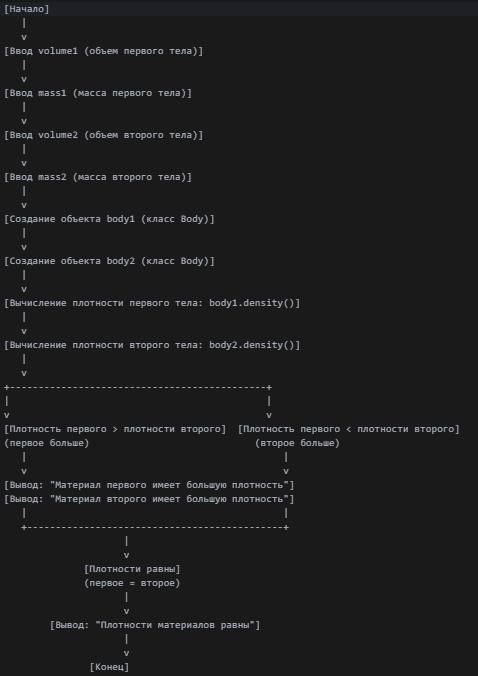 [Начало]
|
v
[Ввод volume1 (объем первого тела)]
|
v
[Ввод mass1 (масса первого тела)]
|
v
[Ввод volume2 (объем второго тела)]
|
v
[Ввод mass2 (масса второго тела)]
|
v
[Создание объекта body1 (класс Body)]
|
v
[Создание объекта body2 (класс Body)]
|
v
[Вычисление плотности первого тела: body1.density()]
|
v
[Вычисление плотности второго тела: body2.density()]
|
v
+---------------------------------------------+
| |
v v
[Плотность первого > плотности второго] [Плотность первого < плотности второго]
(первое больше) (второе больше)
| |
v v
[Вывод: "Материал первого имеет большую плотность"]
[Вывод: "Материал второго имеет большую плотность"]
| |
+---------------------------------------------+
|
v
[Плотности равны]
(первое = второе)
|
v
[Вывод: "Плотности материалов равны"]
|
v
[Конец]